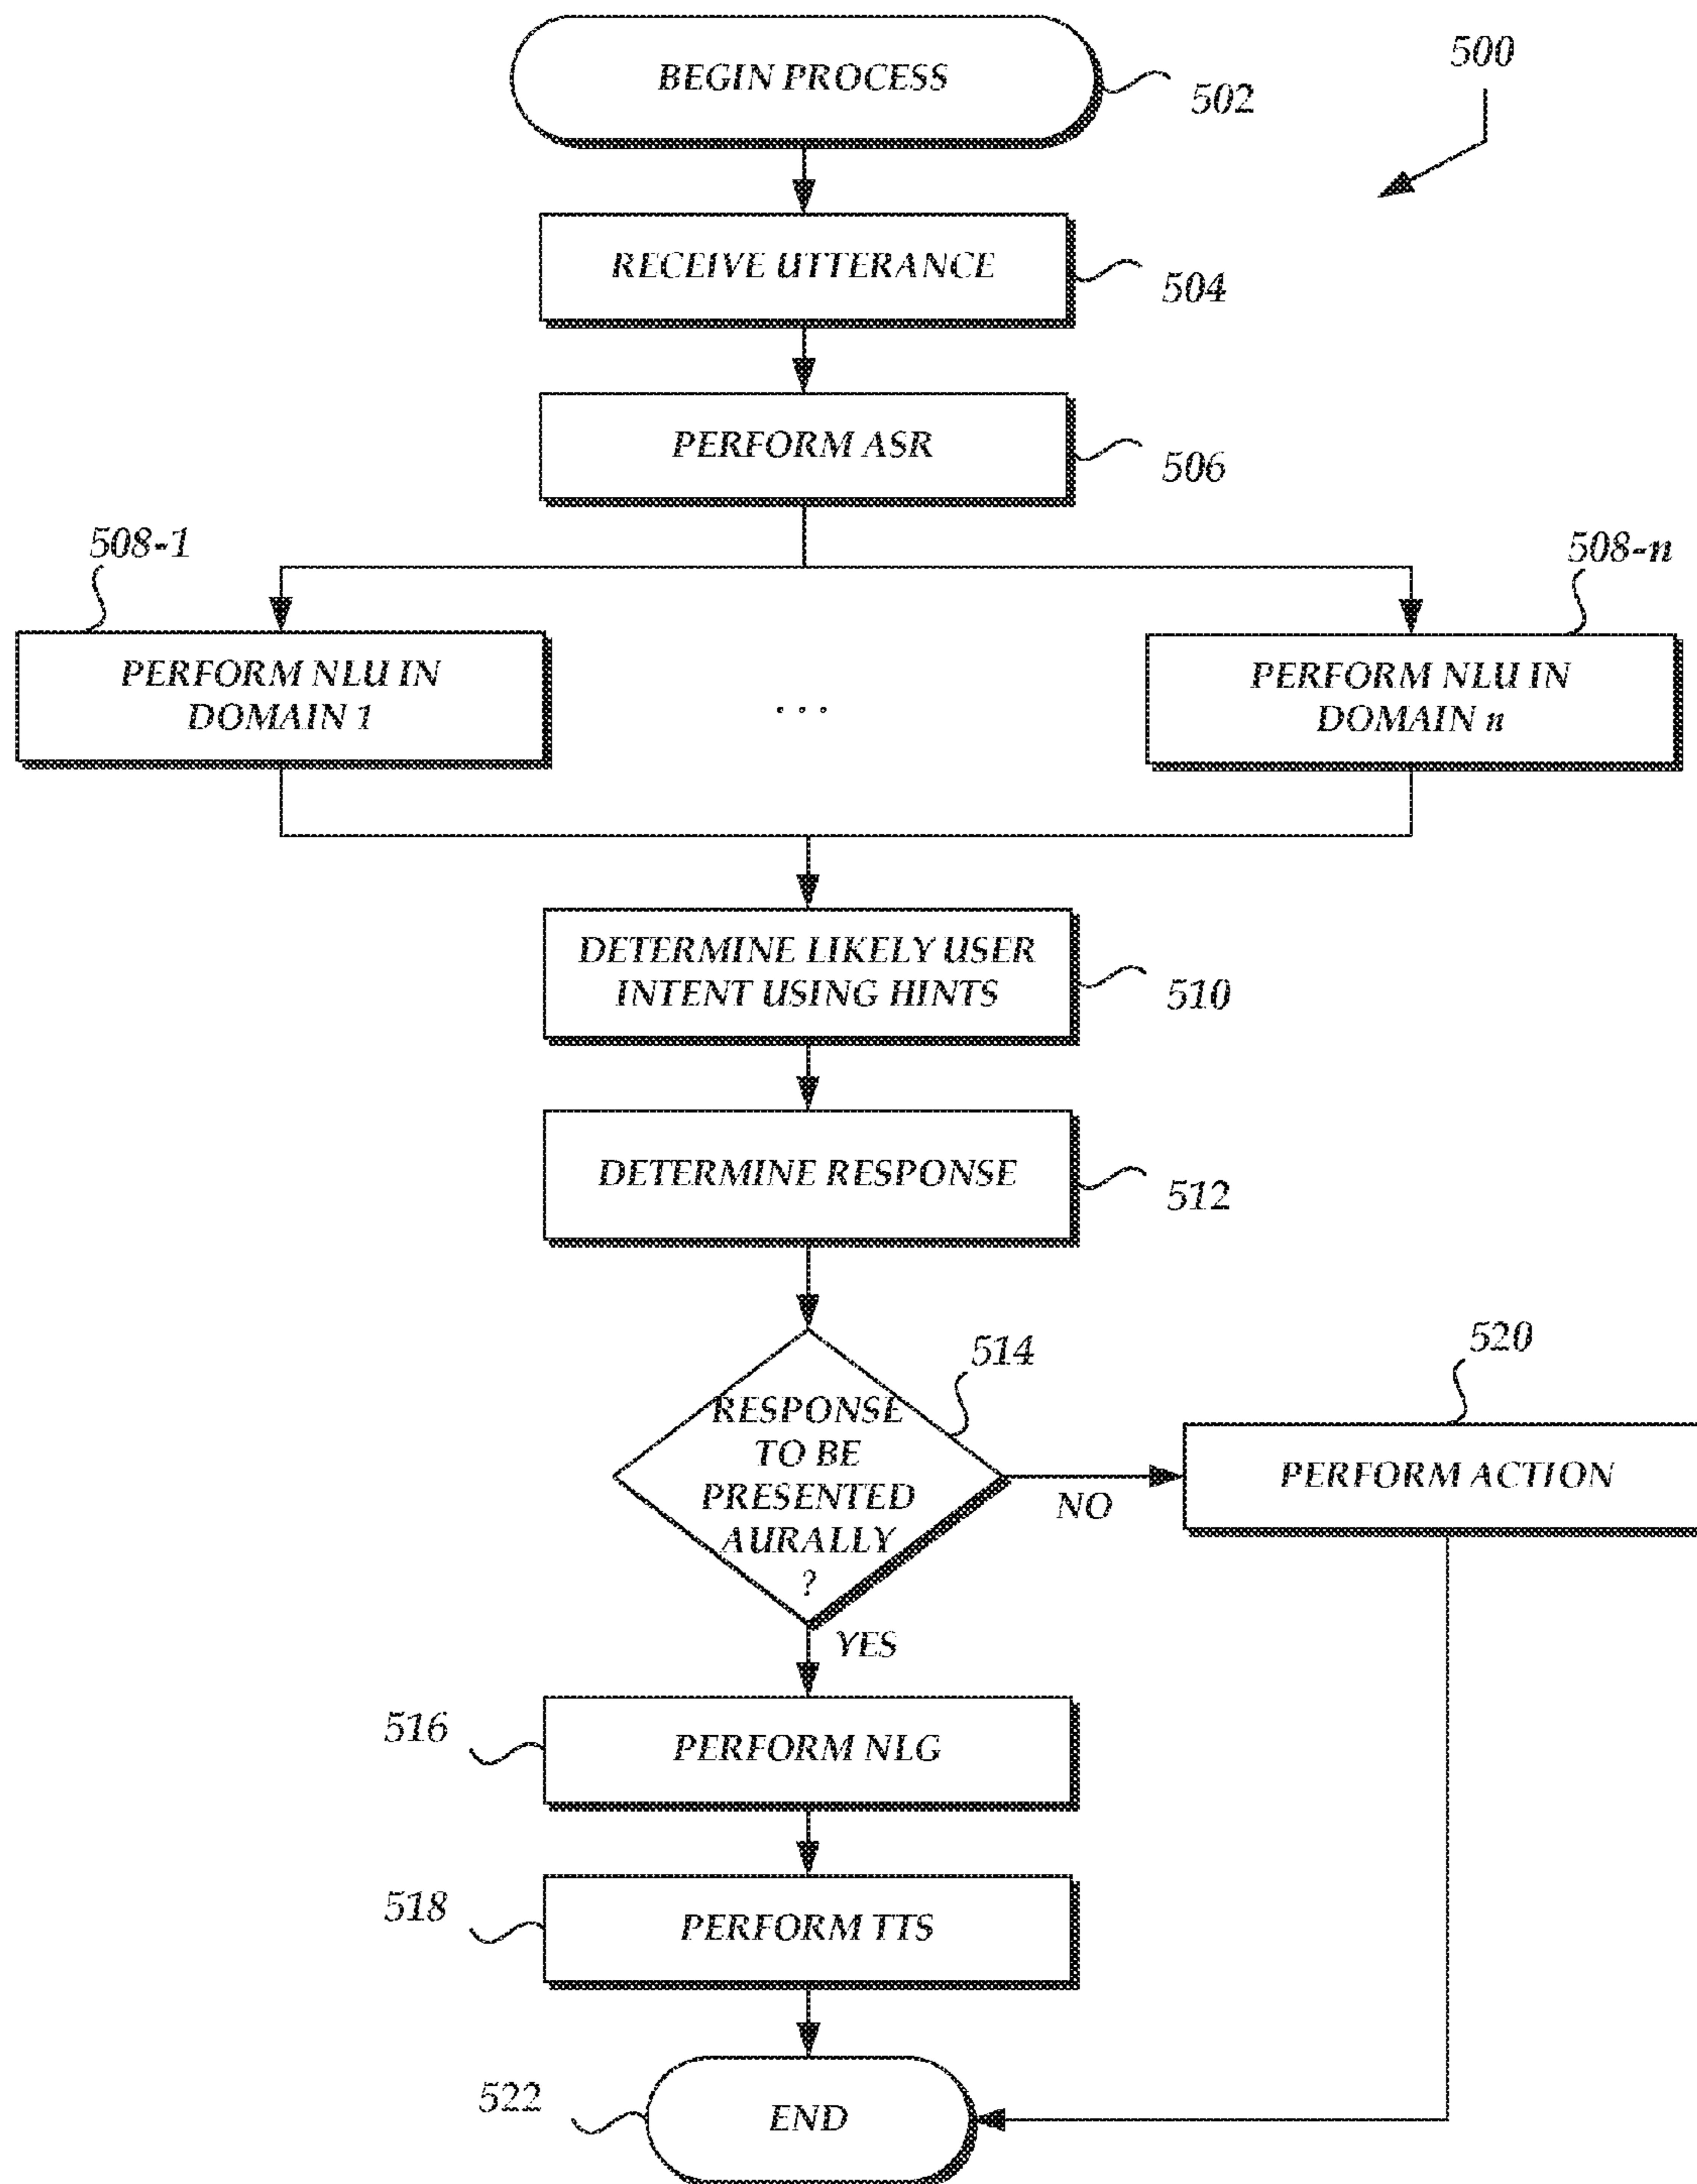 BEGIN PROCESS
502
500
RECEIVE UTTERANCE
504
PERFORM ASR
506
508-1
508-n
PERFORM NLU IN
DOMAIN 1
. . .
PERFORM NLU IN
DOMAIN n
DETERMINE LIKELY USER
INTENT USING HINTS
510
DETERMINE RESPONSE
512
514
RESPONSE
TO BE
PRESENTED
AURALLY
?
NO
520
PERFORM ACTION
YES
516
PERFORM NLG
518
PERFORM TTS
522
END